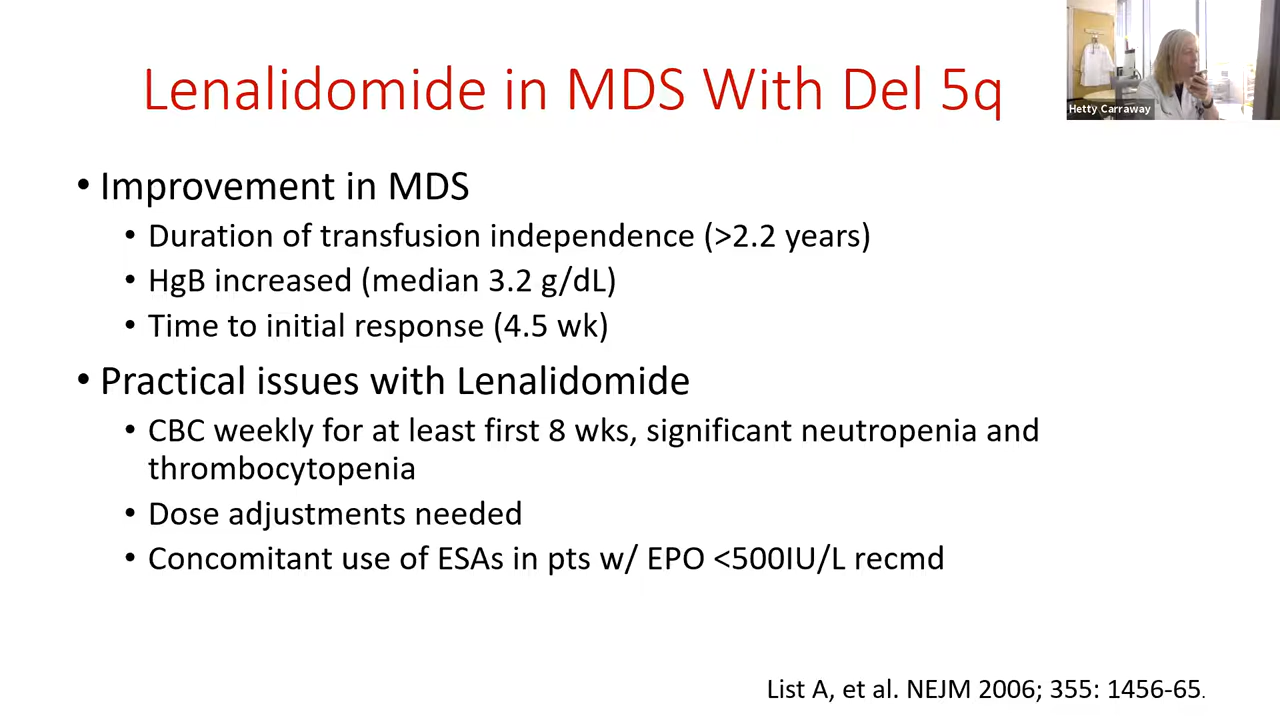 Lenalidomide in MDS With Del 5q
Hetty Carraway
• Improvement in MDS
• Duration of transfusion independence (>2.2 years)
• HgB increased (median 3.2 g/dL)
• Time to initial response (4.5 wk)
• Practical issues with Lenalidomide
• CBC weekly for at least first 8 wks, significant neutropenia and
thrombocytopenia
• Dose adjustments needed
• Concomitant use of ESAs in pts w/ EPO <500IU/L recmd
List A, et al. NEJM 2006; 355: 1456-65.